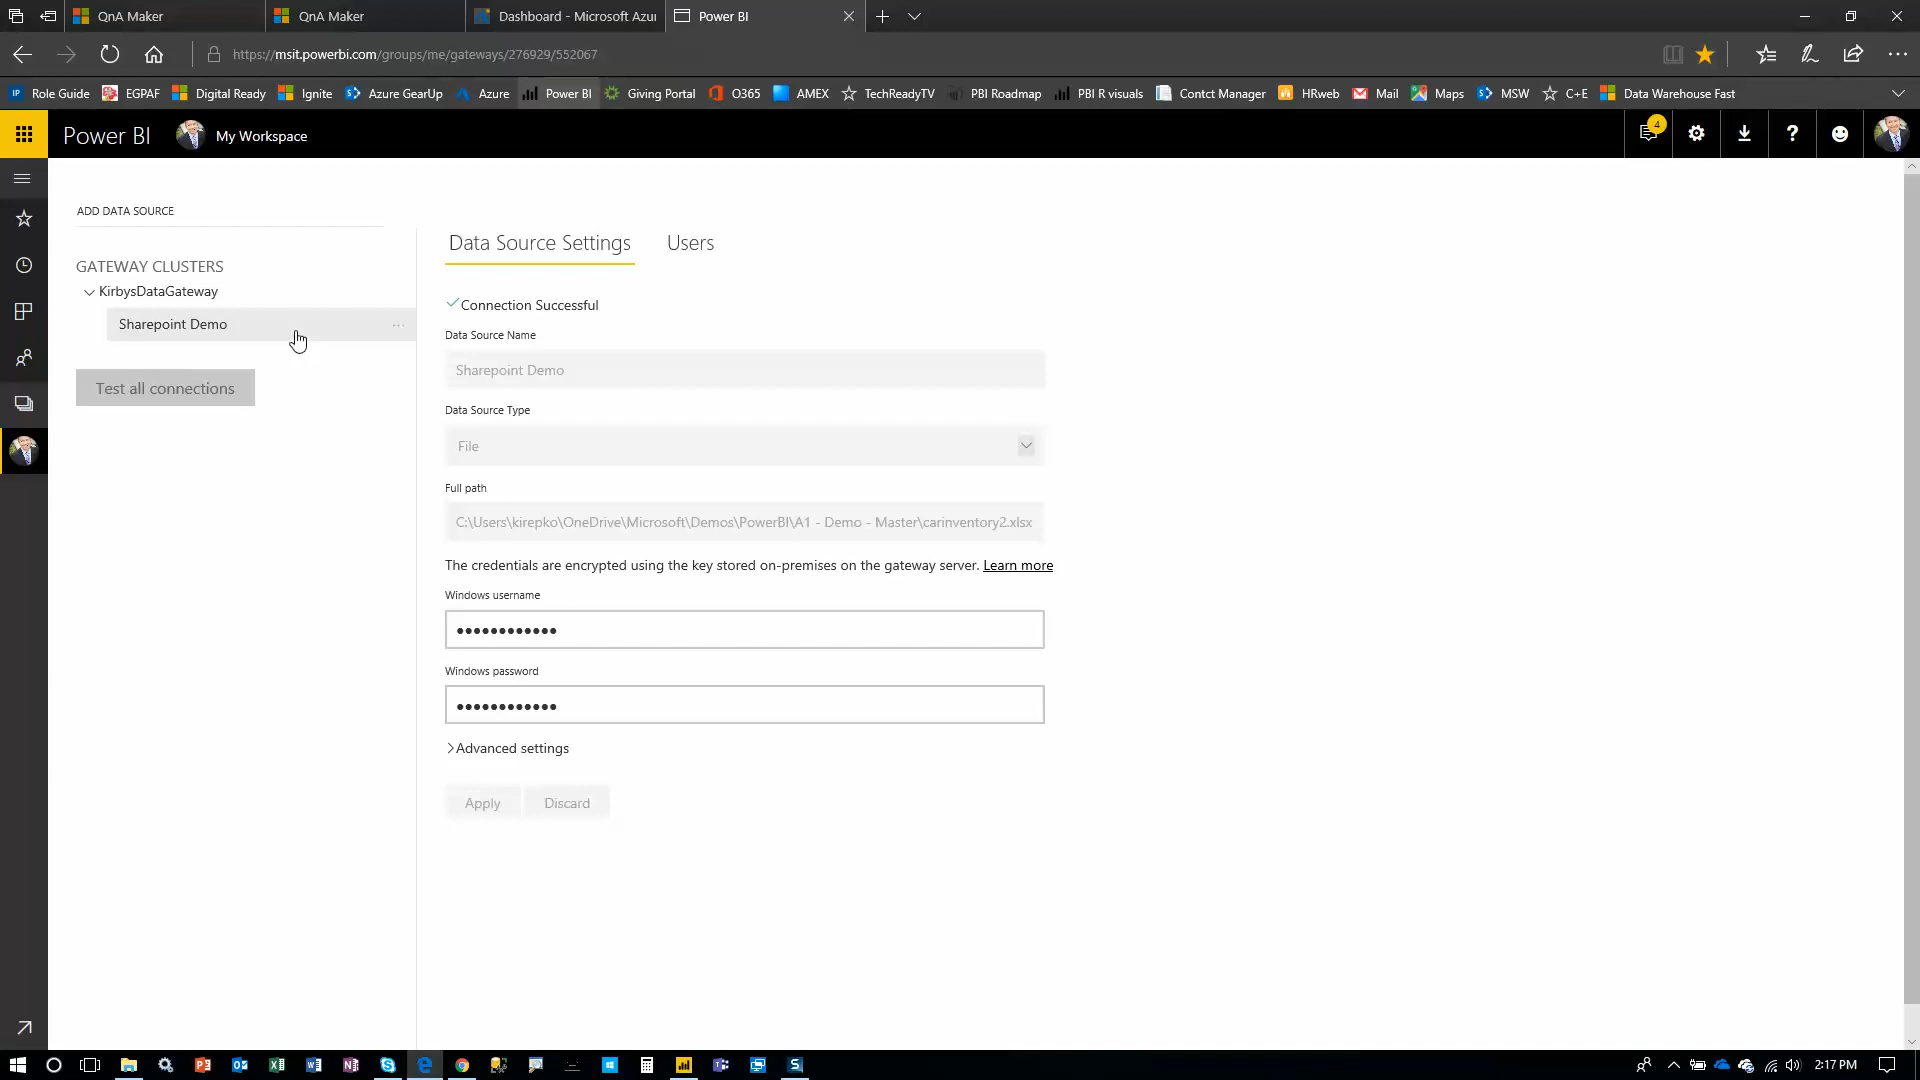 QnA Maker
QnA Maker
Dashboard - Microsoft Azu
Power BI
https://msit.powerbi.com/groups/me/gateways/276929/552067
IP Role Guide EGPAF Digital Ready Ignite Azure GearUp Azure Power BI Giving Portal O365 AMEX TechReadyTV PBI Roadmap PBI R visuals Contct Manager HRweb Mail Maps MSW C+E Data Warehouse Fast
Power BI My Workspace 4 ?
ADD DATA SOURCE
GATEWAY CLUSTERS
KirbysDataGateway
Sharepoint Demo ...
Test all connections
Data Source Settings Users
Connection Successful
Data Source Name
Sharepoint Demo
Data Source Type
File
Full path
C:\Users\kirepko\OneDrive\Microsoft\Demos\PowerBI\A1 - Demo - Master\carinventory2.xlsx
The credentials are encrypted using the key stored on-premises on the gateway server. Learn more
Windows username
●●●●●●●●●●●●
Windows password
●●●●●●●●●●●●
Advanced settings
Apply Discard
2:17 PM